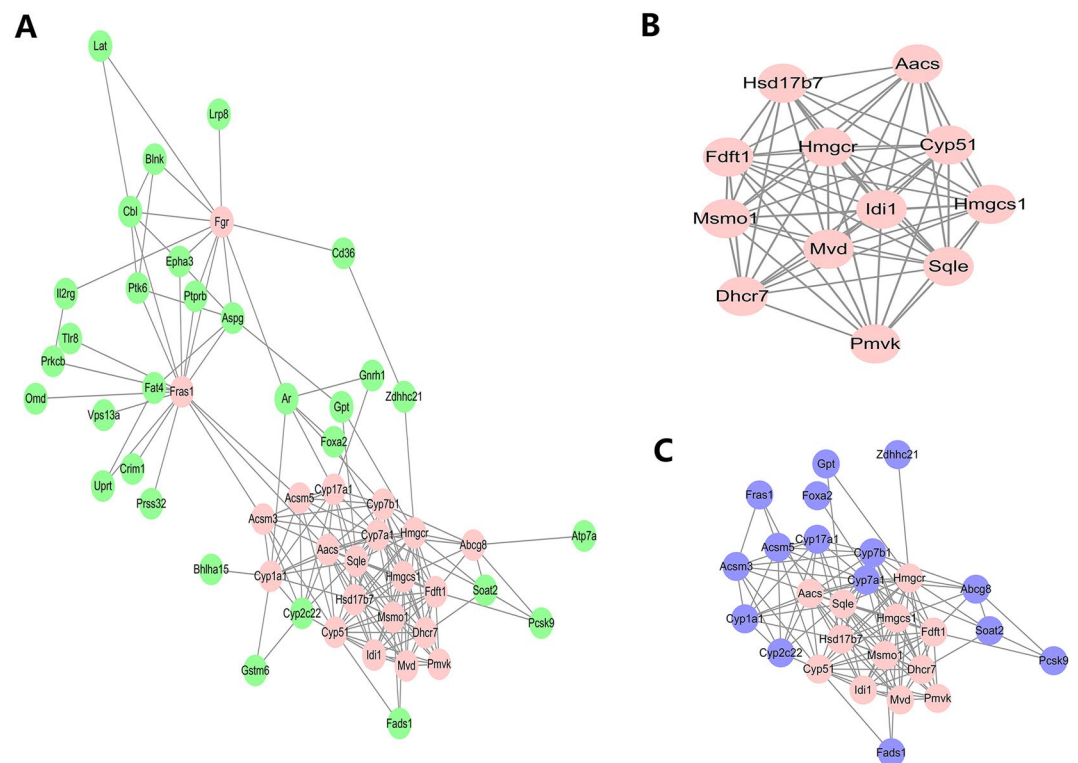 A
Lat
Lrp8
Blnk
Cbl
Fgr
Epha3
Cd36
Il2rg
Ptk6
Ptprb
Aspg
Tlr8
Prkcb
Gnrh1
Fat4
Fras1
Omd
Ar
Gpt
Zdhhc21
Vps13a
Foxa2
Crim1
Uprt
Prss32
Cyp17a1
Acsm5
Cyp7b1
Acsm3
Cyp7a1
Hmgcr
Abcg8
Atp7a
Aacs
Sqle
Bhlha15
Cyp1a1
Hmgcs1
Fdft1
Soat2
Hsd17b7
Cyp2c22
Msmo1
Pcsk9
Cyp51
Dhcr7
Idi1
Mvd
Pmvk
Gstm6
Fads1
B
Aacs
Hsd17b7
Hmgcr
Cyp51
Fdft1
Hmgcs1
Idi1
Msmo1
Mvd
Sqle
Dhcr7
Pmvk
C
Zdhhc21
Gpt
Fras1
Foxa2
Cyp17a1
Acsm5
Cyp7b1
Acsm3
Cyp7a1
Hmgcr
Abcg8
Aacs
Sqle
Cyp1a1
Hmgcs1
Fdft1
Soat2
Hsd17b7
Cyp2c22
Msmo1
Pcsk9
Cyp51
Dhcr7
Idi1
Mvd
Pmvk
Fads1